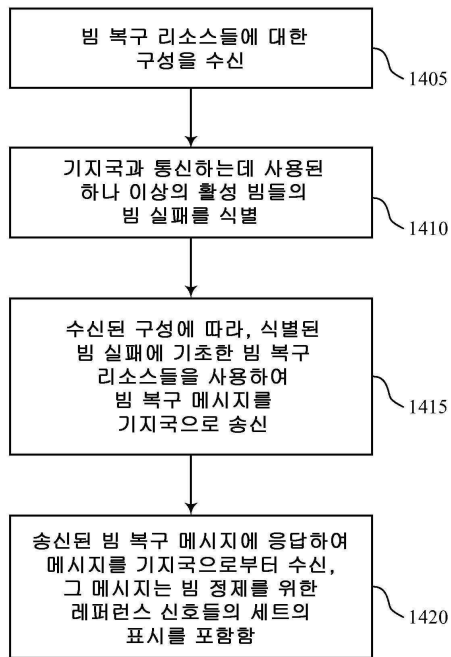 빔 복구 리소스들에 대한
구성을 수신
1405
기지국과 통신하는데 사용된
하나 이상의 활성 빔들의
빔 실패를 식별
1410
수신된 구성에 따라, 식별된
빔 실패에 기초한 빔 복구
리소스들을 사용하여
빔 복구 메시지를
기지국으로 송신
1415
송신된 빔 복구 메시지에 응답하여
메시지를 기지국으로부터 수신,
그 메시지는 빔 정제를 위한
레퍼런스 신호들의 세트의
표시를 포함함
1420